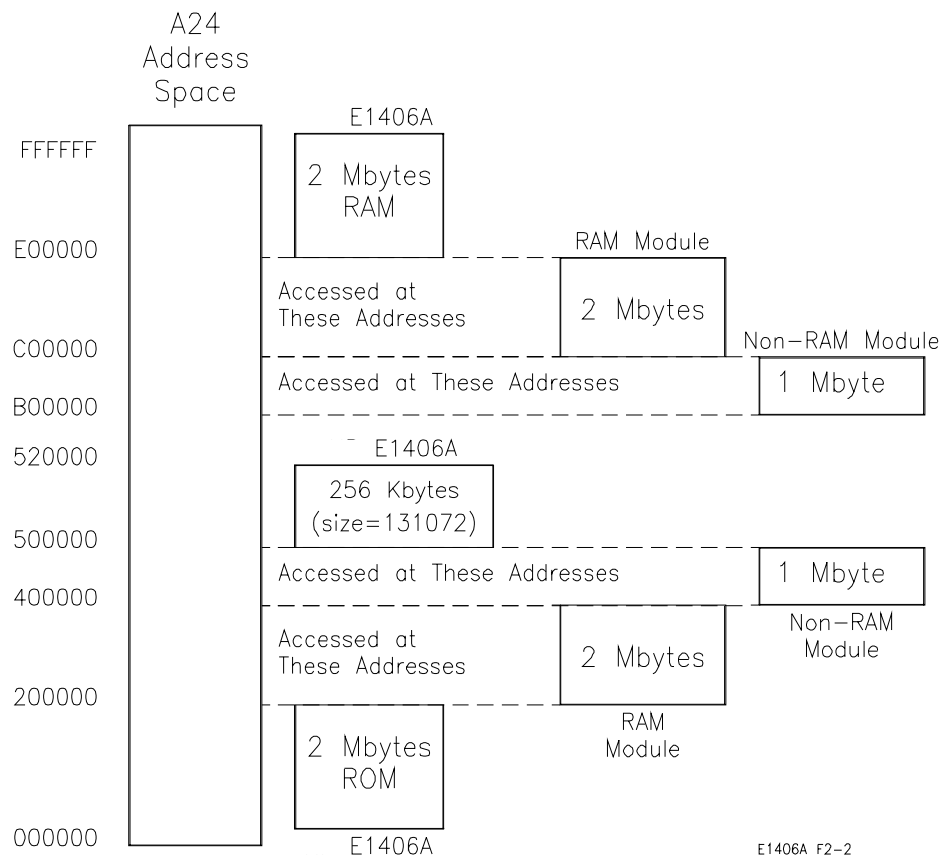 A24
Address
Space
E1406A
FFFFFF
2 Mbytes
RAM
E00000
RAM Module
Accessed at
These Addresses
2 Mbytes
C00000
Non-RAM Module
Accessed at These Addresses
1 Mbyte
B00000
520000
E1406A
256 Kbytes
(size=131072)
500000
Accessed at These Addresses
1 Mbyte
400000
Non-RAM
Module
Accessed at
These Addresses
2 Mbytes
200000
RAM
Module
2 Mbytes
ROM
000000
E1406A
E1406A F2-2